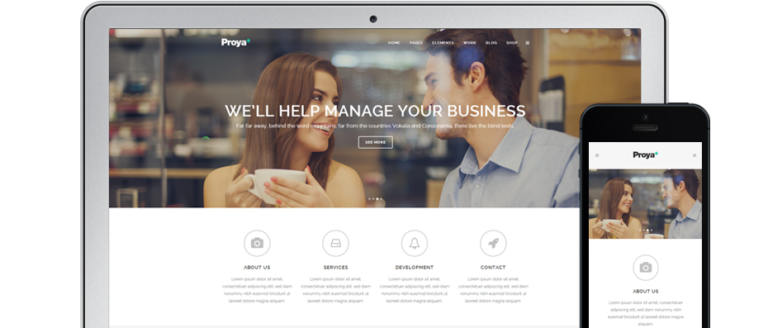 Proya+
HOME PAGES ELEMENTS WORK BLOG SHOP
WE'LL HELP MANAGE YOUR BUSINESS
Far far away, behind the word mountains, far from the countries Vokalia and Consonantia, there live the blind texts.
SEE MORE
ABOUT US
Lorem ipsum dolor sit amet,
consectetuer adipiscing elit, sed diam
nonummy nibh euismod tincidunt ut
laoreet dolore magna aliquam
SERVICES
Lorem ipsum dolor sit amet,
consectetuer adipiscing elit, sed diam
nonummy nibh euismod tincidunt ut
laoreet dolore magna aliquam
DEVELOPMENT
Lorem ipsum dolor sit amet,
consectetuer adipiscing elit, sed diam
nonummy nibh euismod tincidunt ut
laoreet dolore magna aliquam
CONTACT
Lorem ipsum dolor sit amet,
consectetuer adipiscing elit, sed diam
nonummy nibh euismod tincidunt ut
laoreet dolore magna aliquam
Proya+
ABOUT US
Lorem ipsum dolor sit amet,
consectetuer adipiscing elit, sed diam
nonummy nibh euismod tincidunt ut
laoreet dolore magna
aliquam